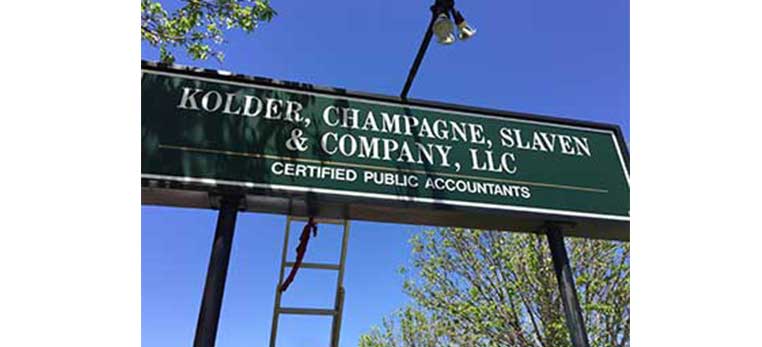 KOLDER, CHAMPAGNE, SLAVEN
& COMPANY, LLC
CERTIFIED PUBLIC ACCOUNTANTS